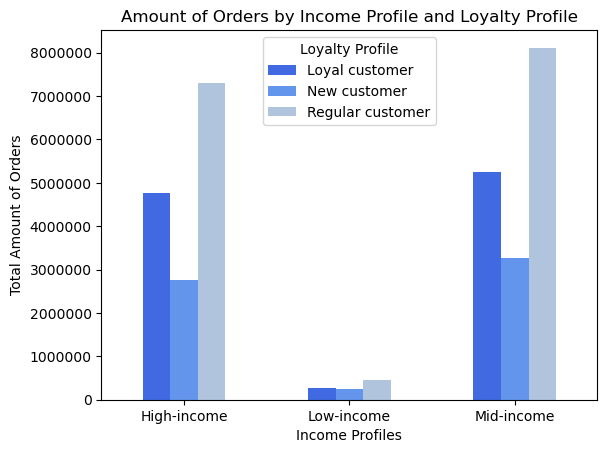 Amount of Orders by Income Profile and Loyalty Profile
Loyalty Profile
Loyal customer
New customer
Regular customer
Total Amount of Orders
8000000
7000000
6000000
5000000
4000000
3000000
2000000
1000000
0
High-income
Low-income
Mid-income
Income Profiles